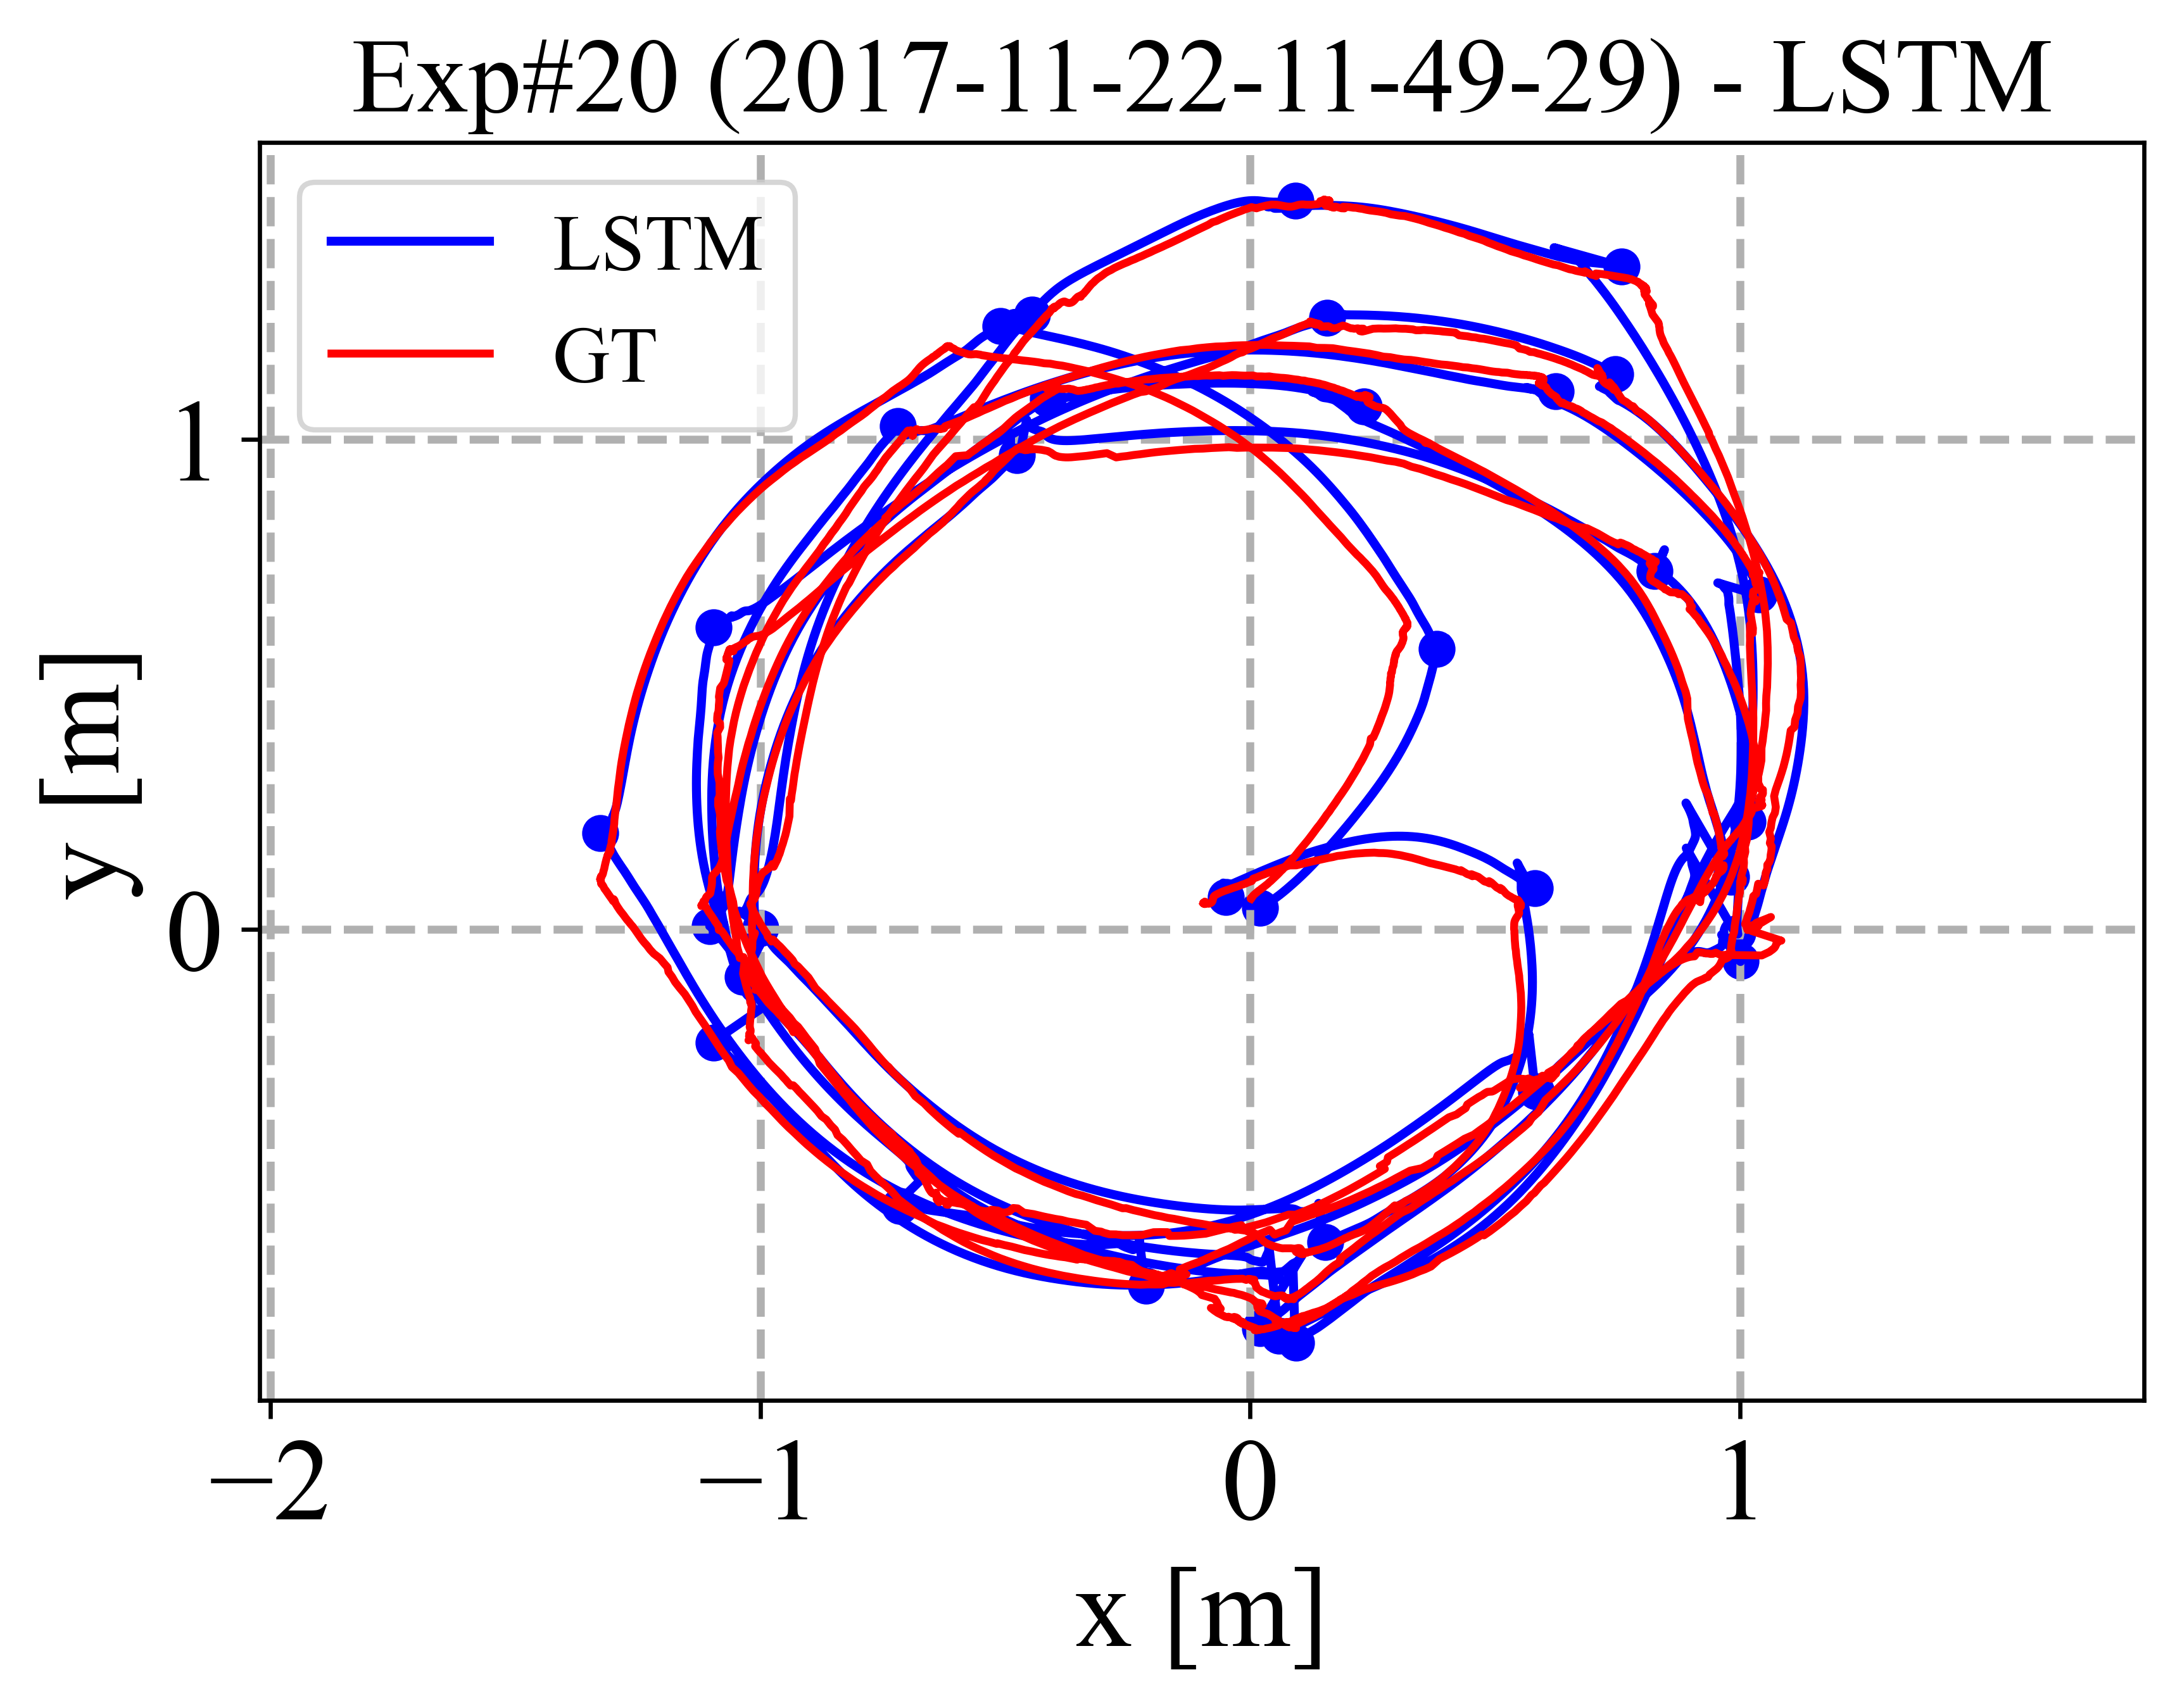 Exp#20 (2017-11-22-11-49-29) - LSTM
LSTM
GT
y [m]
1
0
−2 −1 0 1
x [m]